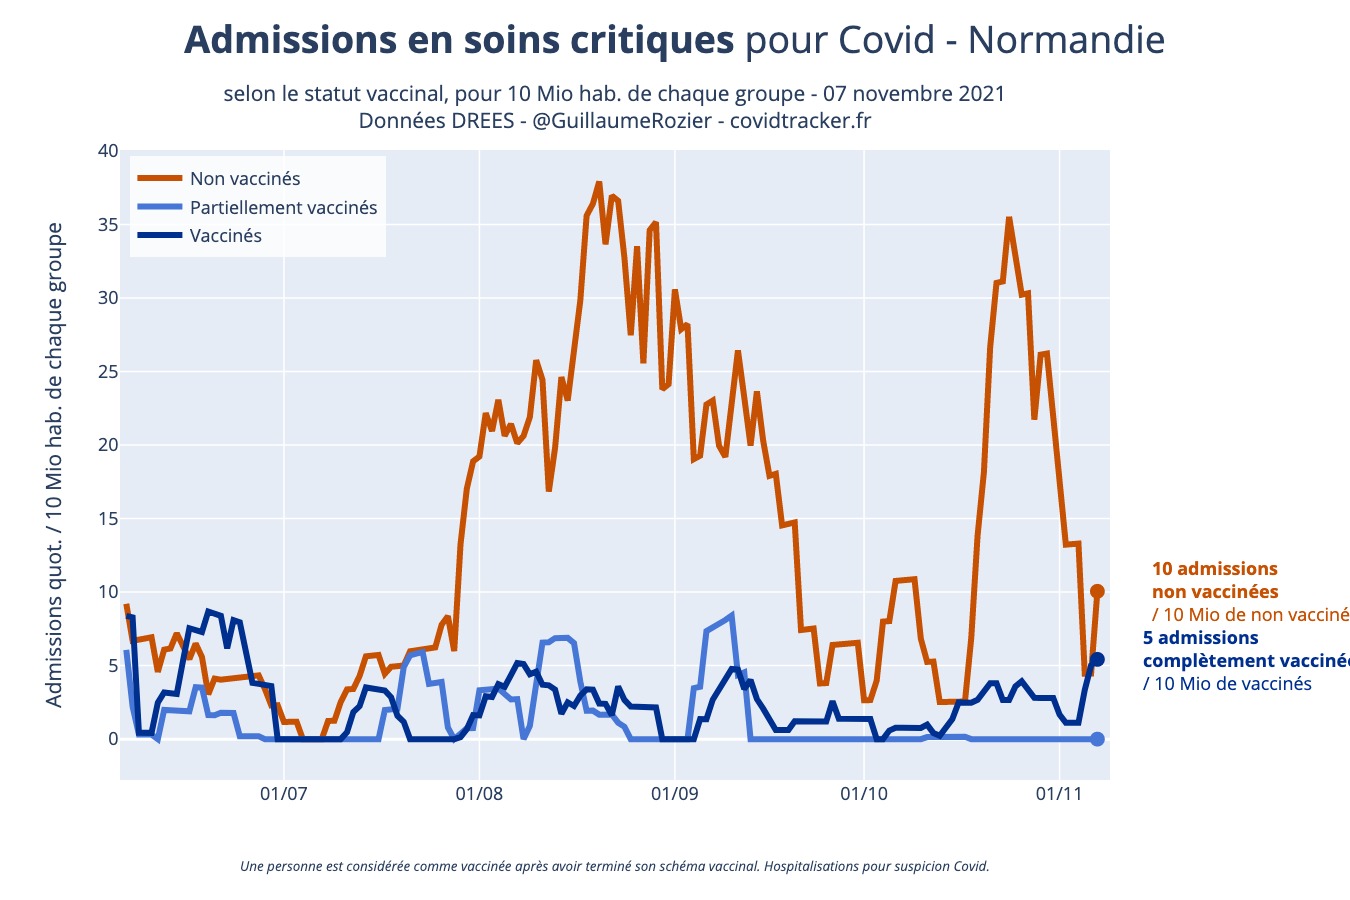 Admissions en soins critiques pour Covid - Normandie
selon le statut vaccinal, pour 10 Mio hab. de chaque groupe - 07 novembre 2021
Données DREES - @GuillaumeRozier - covidtracker.fr
Non vaccinés
Partiellement vaccinés
Vaccinés
Admissions quot. / 10 Mio hab. de chaque groupe
40
35
30
25
20
15
10
5
0
01/07
01/08
01/09
01/10
01/11
10 admissions
non vaccinées
/ 10 Mio de non vacciné
5 admissions
complètement vacciné
/ 10 Mio de vaccinés
Une personne est considérée comme vaccinée après avoir terminé son schéma vaccinal. Hospitalisations pour suspicion Covid.